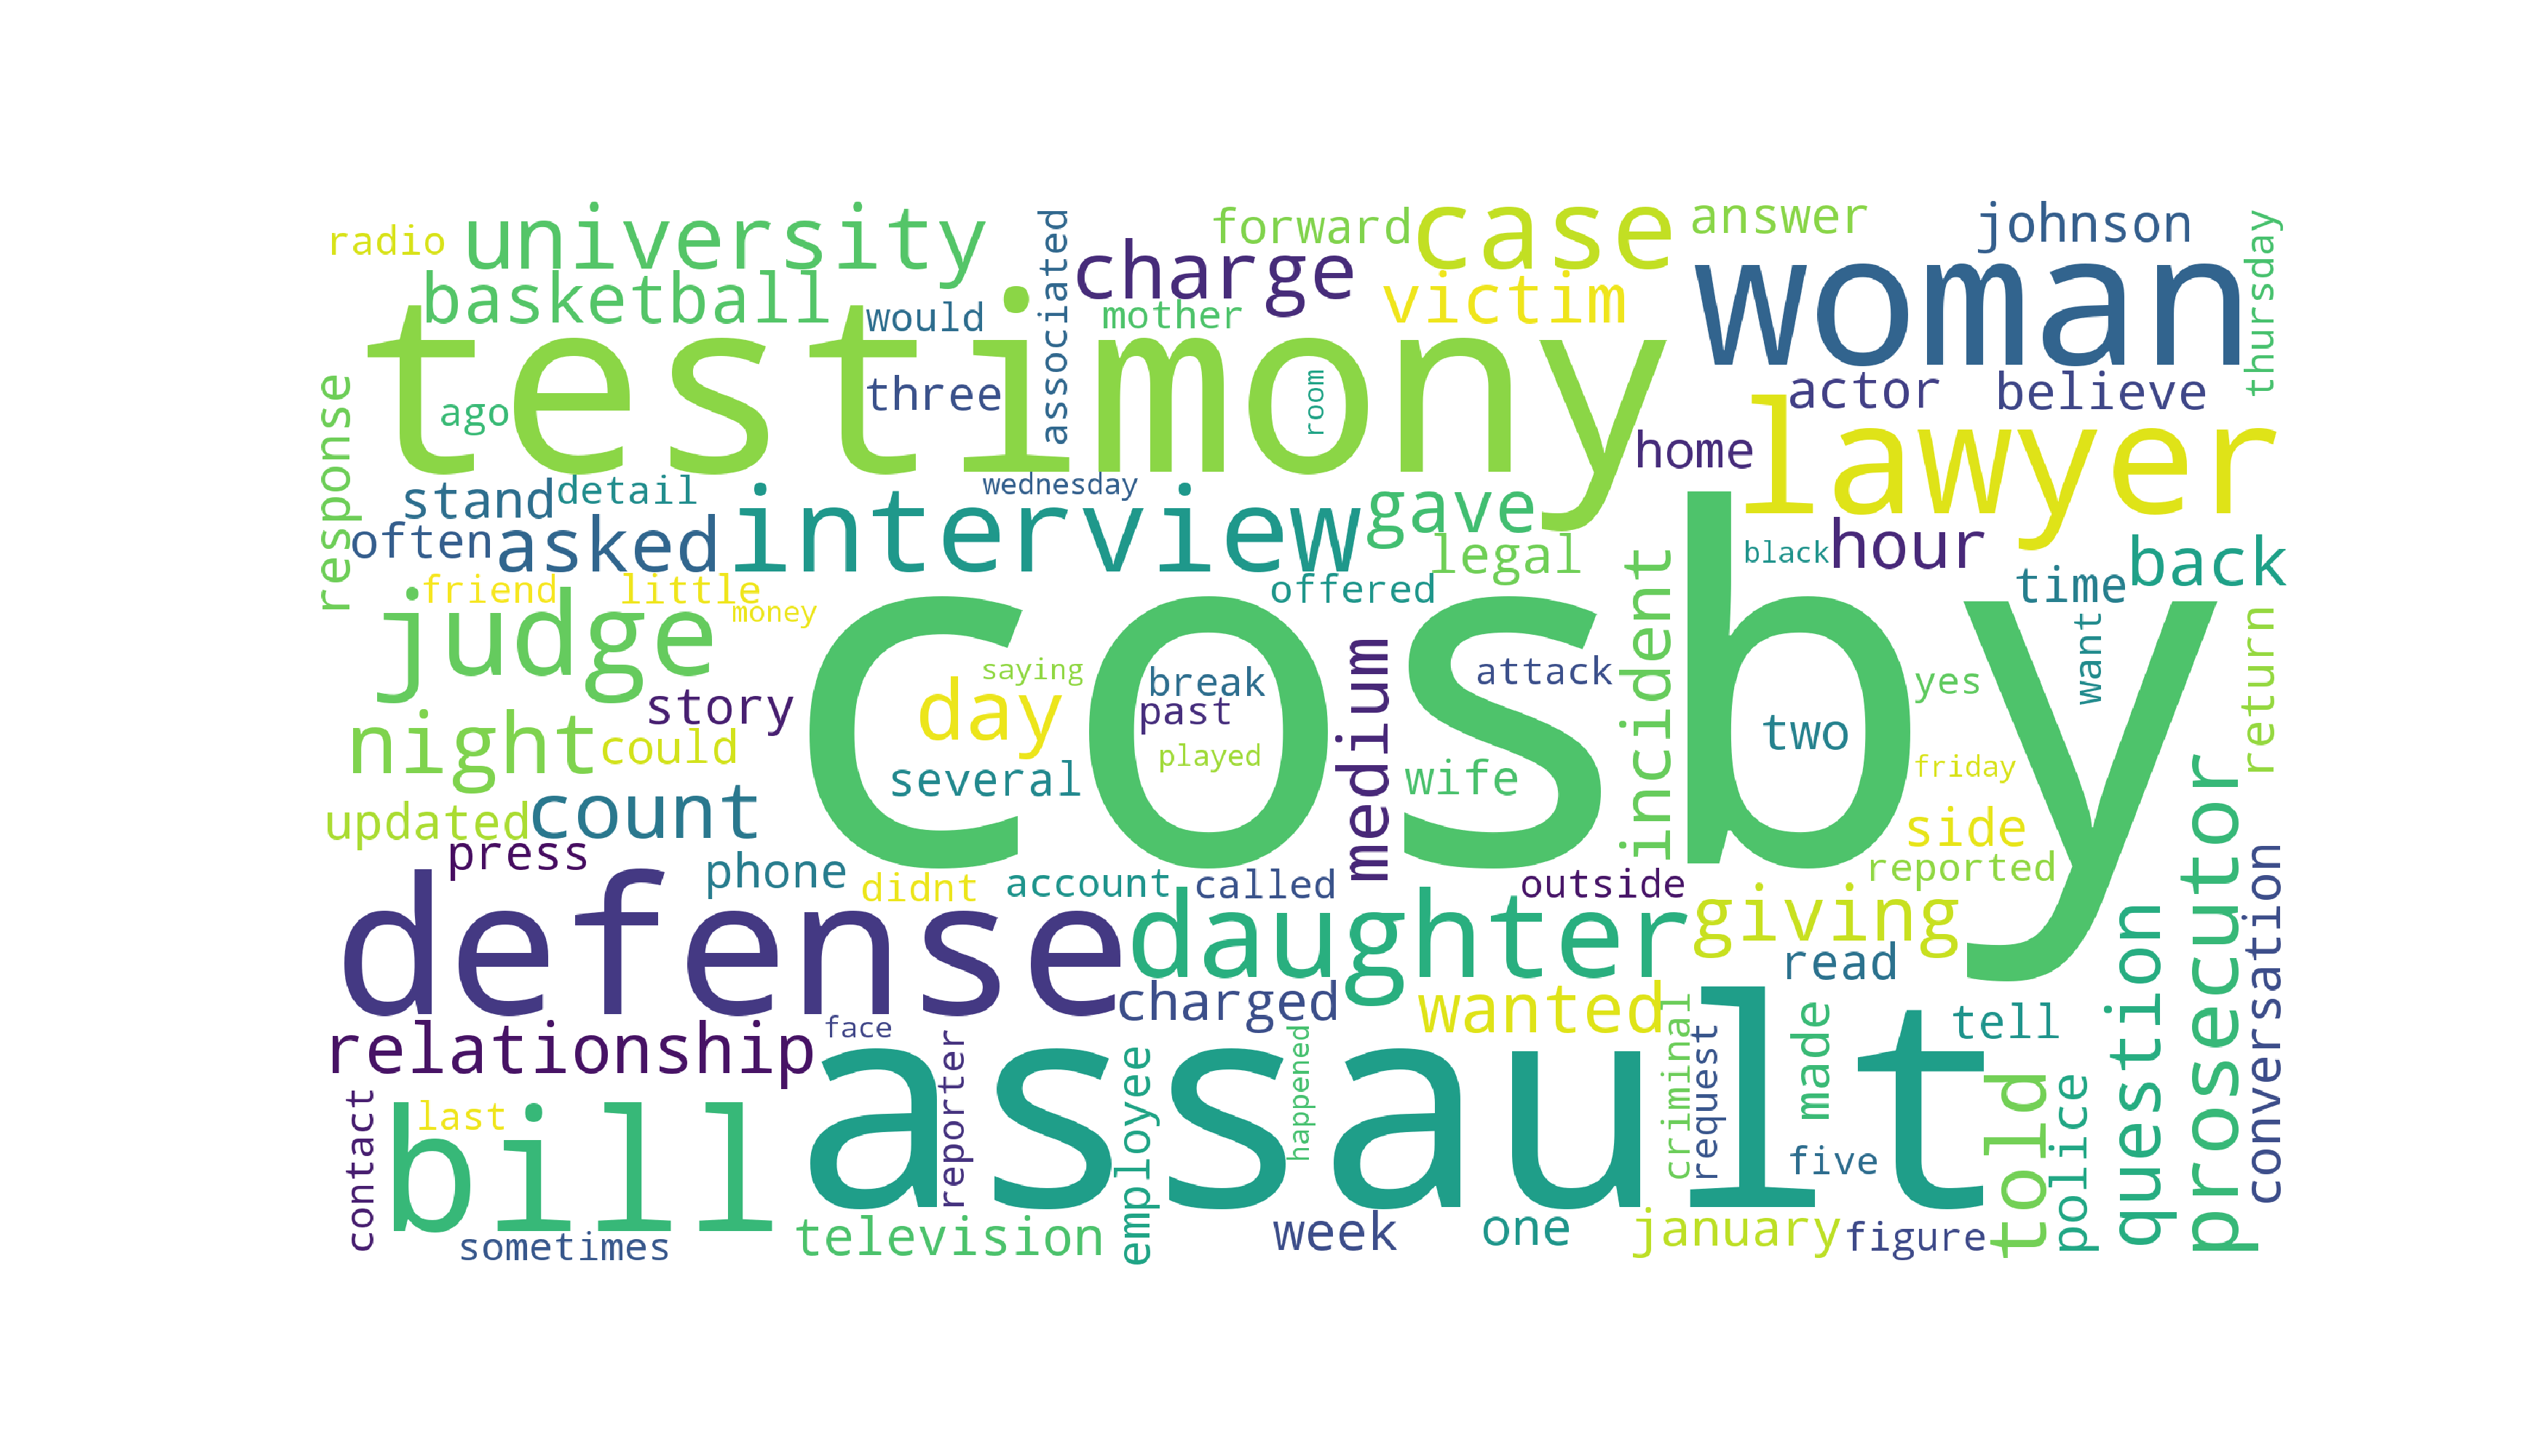 radio
university
associated
forward
case
answer
johnson
thursday
basketball
charge
mother
victim
woman
would
testimony
response
ago
three
room
actor
believe
home
lawyer
stand
detail
wednesday
interview
gave
often
asked
legal
incident
black
hour
back
time
friend
little
money
offered
judge
cosby
want
return
story
saying
day
break
past
played
medium
attack
two
yes
friday
night
could
several
wife
updated
count
side
reported
press
phone
didnt
account
called
outside
prosecutor
conversation
defense
daughter
giving
question
read
charged
wanted
relationship
face
reporter
employee
happened
assault
criminal
request
made
tell
told
police
contact
last
bill
five
sometimes
television
week
one
january
figure